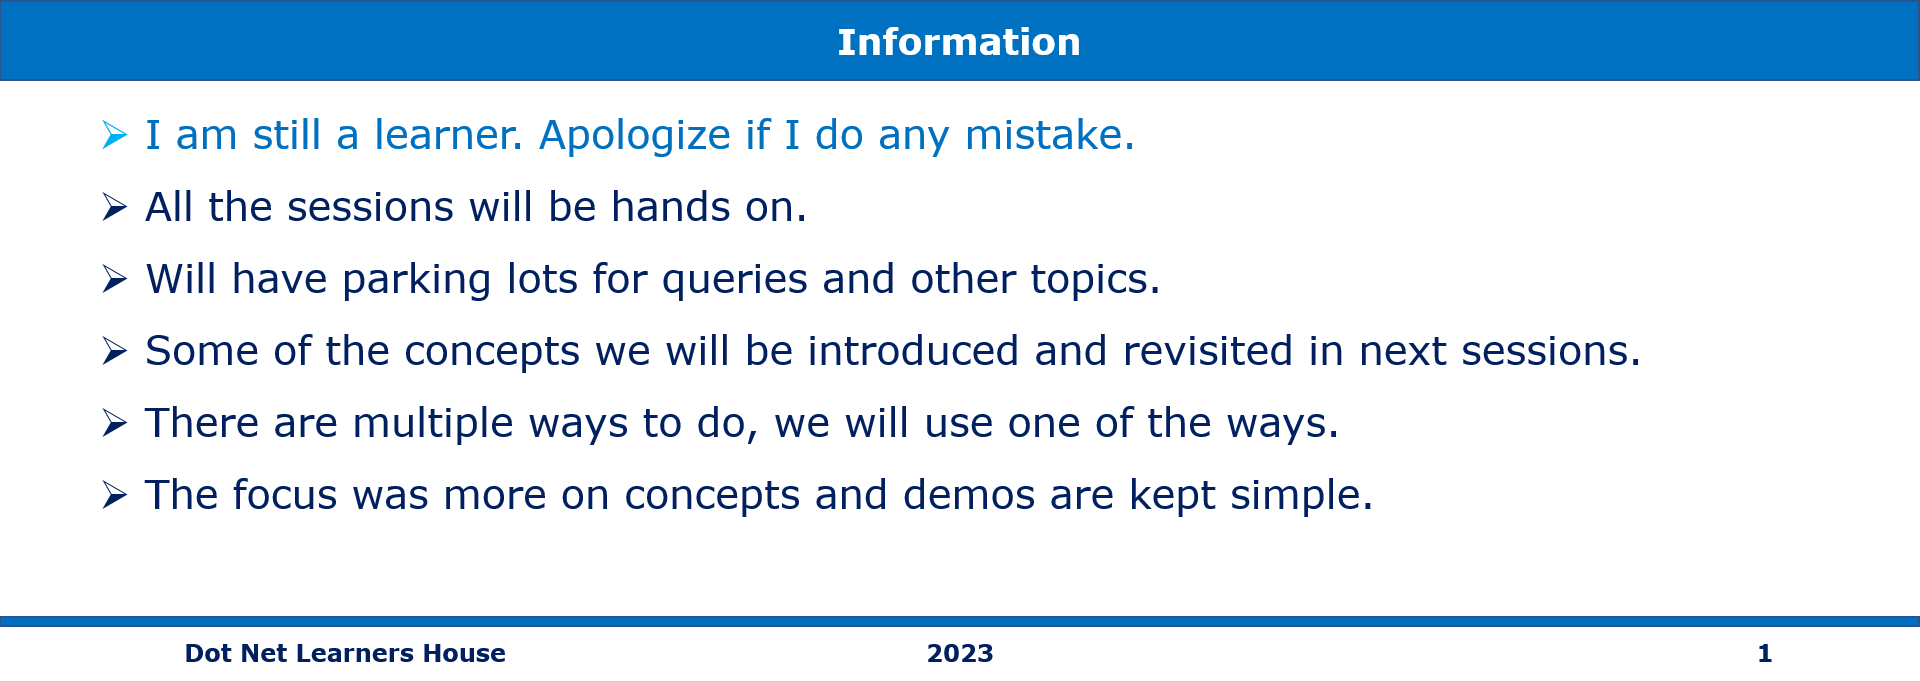 Information
➢ I am still a learner. Apologize if I do any mistake.
➢ All the sessions will be hands on.
➢ Will have parking lots for queries and other topics.
➢ Some of the concepts we will be introduced and revisited in next sessions.
➢ There are multiple ways to do, we will use one of the ways.
➢ The focus was more on concepts and demos are kept simple.
Dot Net Learners House 2023 1